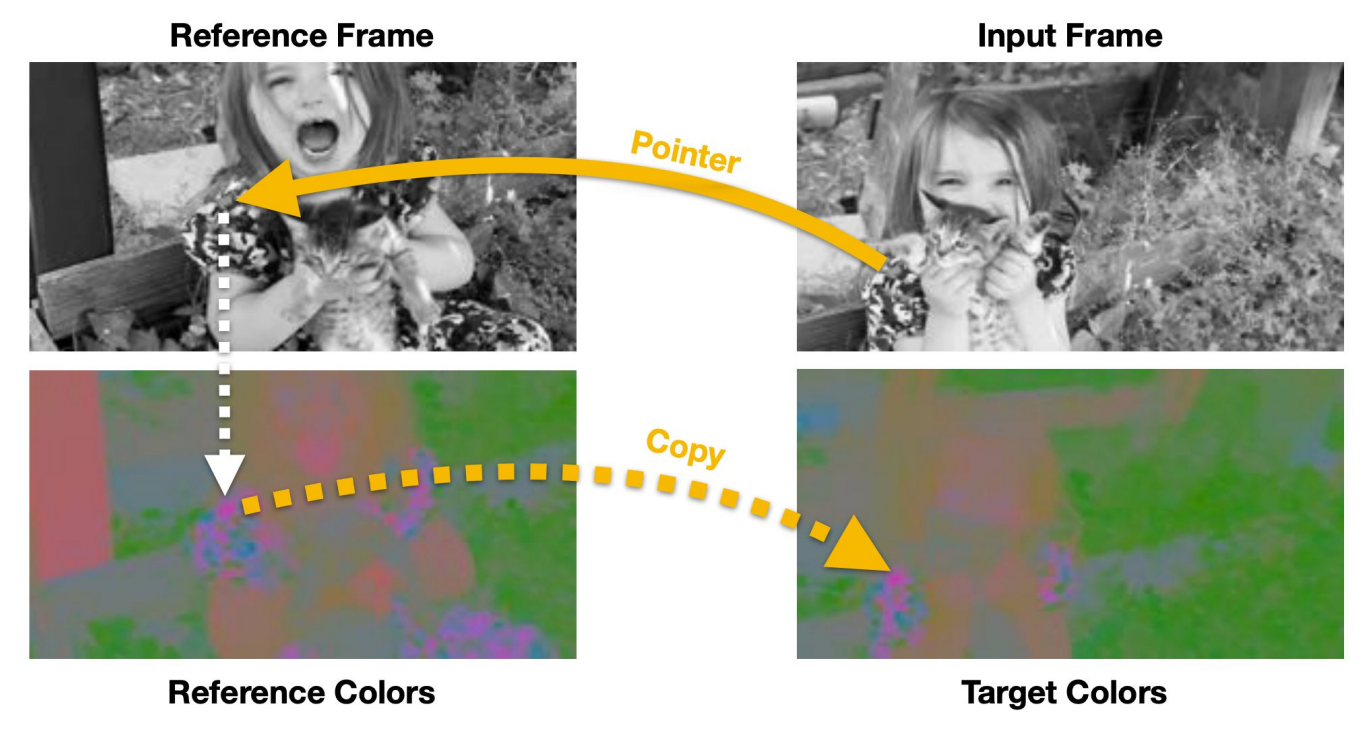 Reference Frame
Input Frame
Pointer
Copy
Reference Colors
Target Colors